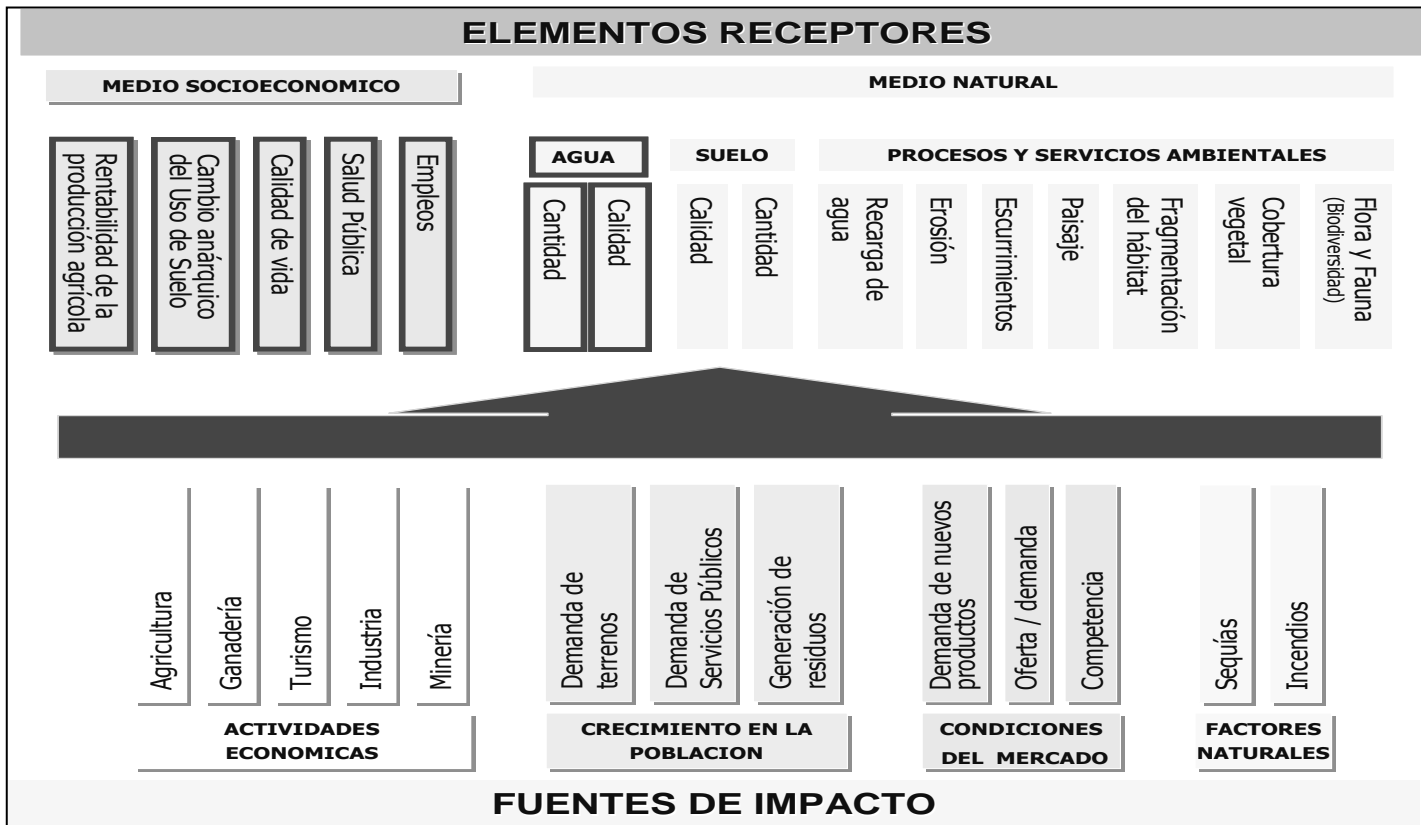 ELEMENTOS RECEPTORES
MEDIO SOCIOECONOMICO
MEDIO NATURAL
Rentabilidad de la
producción agrícola
Cambio anárquico
del Uso de Suelo
Calidad de vida
Salud Pública
Empleos
AGUA
Cantidad
Calidad
SUELO
Calidad
Cantidad
PROCESOS Y SERVICIOS AMBIENTALES
Recarga de
agua
Erosión
Escurrimientos
Paisaje
Fragmentación
del hábitat
Cobertura
vegetal
Flora y Fauna
(Biodiversidad)
Agricultura
Ganadería
Turismo
Industria
Minería
ACTIVIDADES
ECONOMICAS
Demanda de
terrenos
Demanda de
Servicios Públicos
Generación de
residuos
CRECIMIENTO EN LA
POBLACION
Demanda de nuevos
productos
Oferta / demanda
Competencia
CONDICIONES
DEL MERCADO
Sequías
Incendios
FACTORES
NATURALES
FUENTES DE IMPACTO